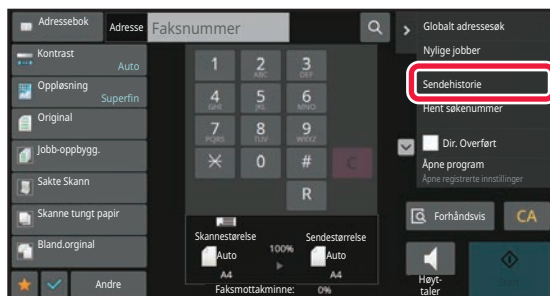 Adressebok
Adresse
Faksnummer
Kontrast
Auto
Oppløsning
Superfin
Original
Jobb-oppbygg.
Sakte Skann
Skanne tungt papir
Bland.orginal
Andre
1
2
ABC
3
DEF
4
GHI
5
JKL
6
MNO
7
PQRS
8
TUV
9
WXYZ
0
#
C
R
Skannestørelse
Auto
A4
100%
Sendestørrelse
Auto
A4
Faksmottakminne: 0%
Globalt adressesøk
Nylige jobber
Sendehistorie
Hent søkenummer
Dir. Overført
Åpne program
Åpne registrerte innstillinger
Forhåndsvis
CA
Høyt-
taler